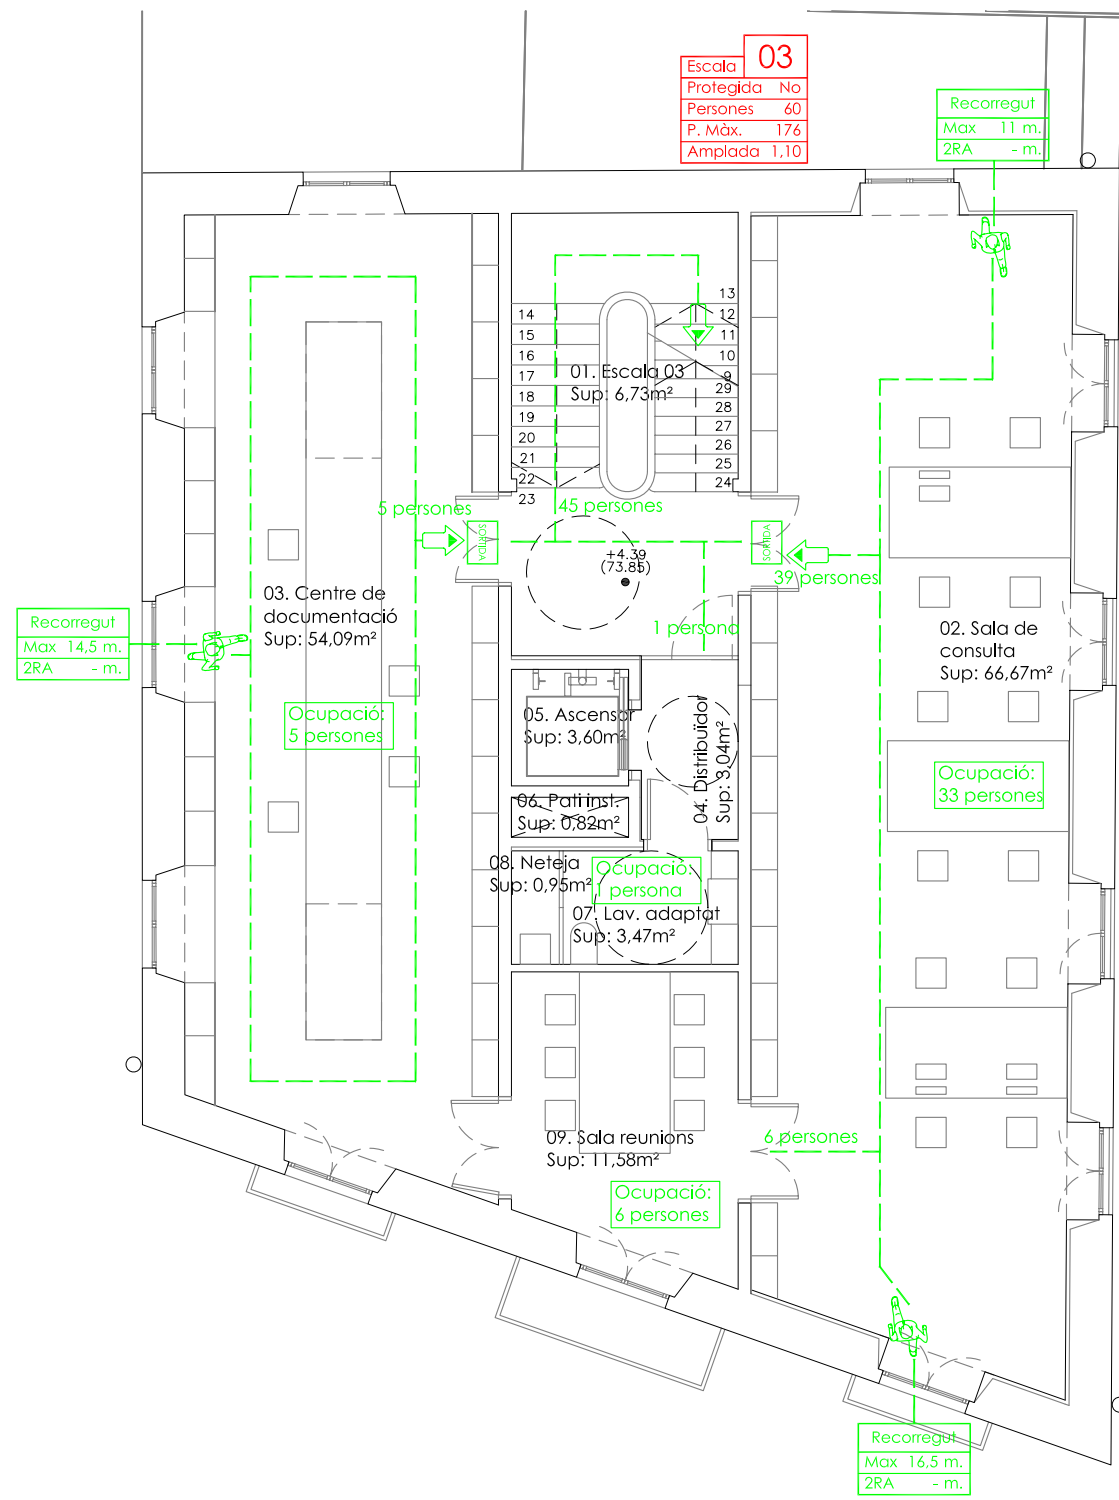 Escala 03
Protegida No
Persones 60
P. Màx. 176
Amplada 1,10
Recorregut
Max 11 m.
2RA - m.
13
14
12
15
11
16
10
17
9
18
29
19
28
20
27
21
26
22
25
23
24
01. Escala 03
Sup: 6,73m²
5 persones
45 persones
SORTIDA
SORTIDA
+4.39
(73.85)
39 persones
1 persona
03. Centre de
documentació
Sup: 54,09m²
02. Sala de
consulta
Sup: 66,67m²
Recorregut
Max 14,5 m.
2RA - m.
Ocupació:
5 persones
05. Ascensor
Sup: 3,60m²
04. Distribuïdor
Sup: 3,04m²
06. Pati inst.
Sup: 0,82m²
Ocupació:
33 persones
08. Neteja
Sup: 0,95m²
Ocupació:
persona
07. Lav. adaptat
Sup: 3,47m²
09. Sala reunions
Sup: 11,58m²
6 persones
Ocupació:
6 persones
Recorregut
Max 16,5 m.
2RA - m.